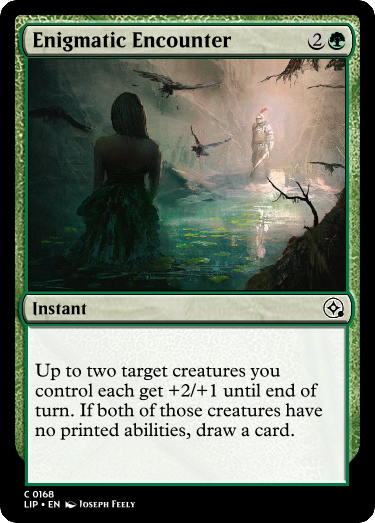 Enigmatic Encounter 2
Instant
Up to two target creatures you
control each get +2/+1 until end of
turn. If both of those creatures have
no printed abilities, draw a card.
C 0168
LIP • EN Joseph Feely